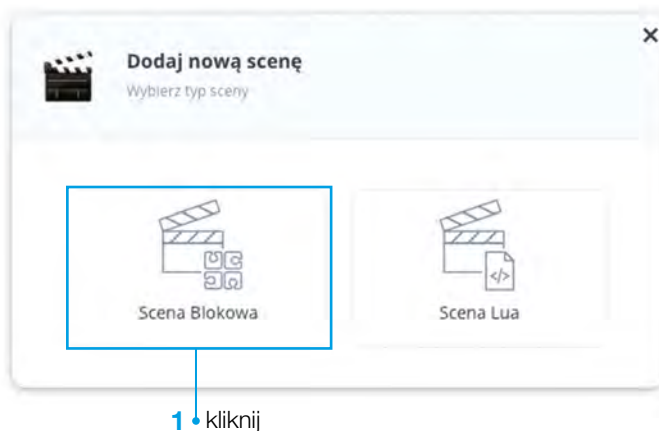 Dodaj nową scenę
Wybierz typ sceny
Scena Blokowa
Scena Lua
1 kliknij